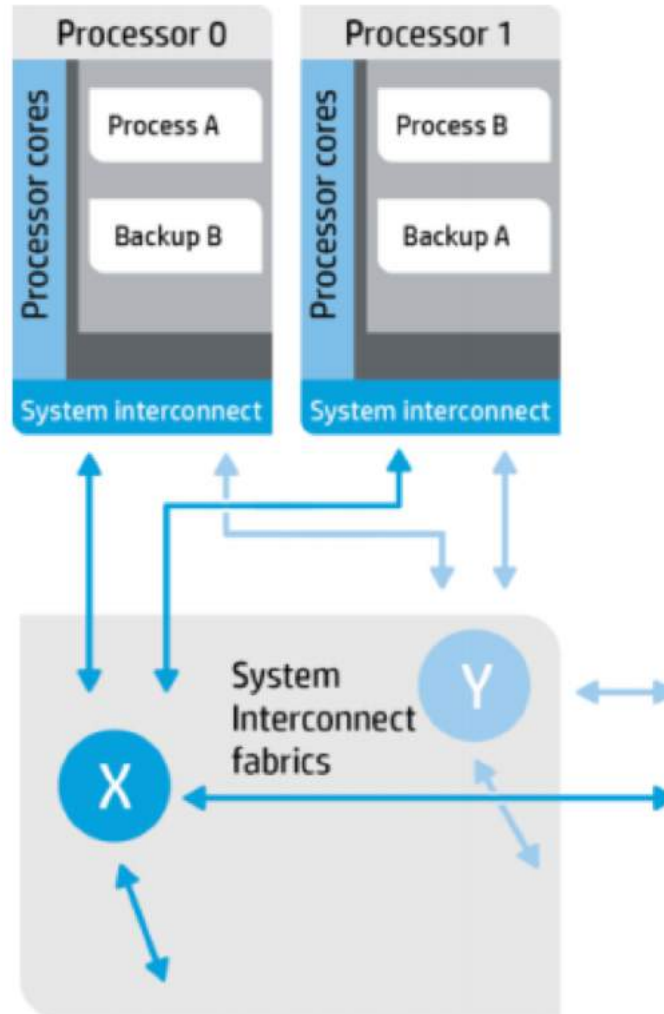 Processor 0
Processor 1
Processor cores
Process A
Backup B
System interconnect
Processor cores
Process B
Backup A
System interconnect
System
Interconnect
fabrics
Y
X